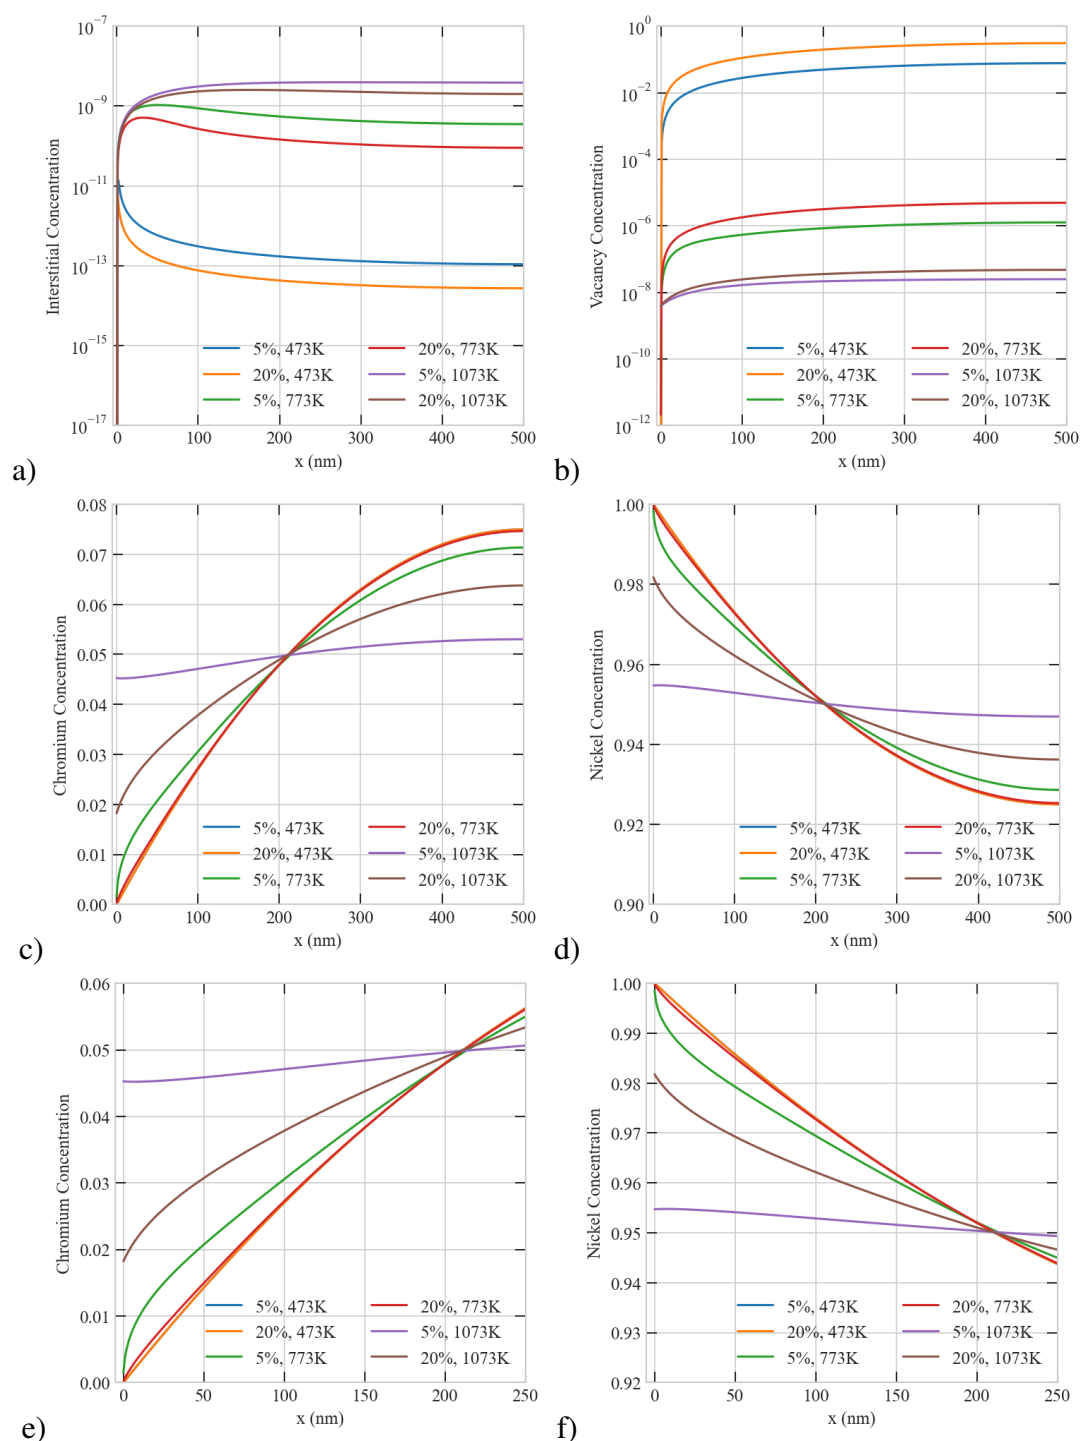 10−7
10−9
10−11
10−13
10−15
10−17
Interstitial Concentration
5%, 473K
20%, 473K
5%, 773K
20%, 773K
5%, 1073K
20%, 1073K
0 100 200 300 400 500
x (nm)
a)
100
10−2
10−4
10−6
10−8
10−10
10−12
Vacancy Concentration
5%, 473K
20%, 473K
5%, 773K
20%, 773K
5%, 1073K
20%, 1073K
0 100 200 300 400 500
x (nm)
b)
0.08
0.07
0.06
0.05
0.04
0.03
0.02
0.01
0.00
Chromium Concentration
5%, 473K
20%, 473K
5%, 773K
20%, 773K
5%, 1073K
20%, 1073K
0 100 200 300 400 500
x (nm)
c)
1.00
0.98
0.96
0.94
0.92
0.90
Nickel Concentration
5%, 473K
20%, 473K
5%, 773K
20%, 773K
5%, 1073K
20%, 1073K
0 100 200 300 400 500
x (nm)
d)
0.06
0.05
0.04
0.03
0.02
0.01
0.00
Chromium Concentration
5%, 473K
20%, 473K
5%, 773K
20%, 773K
5%, 1073K
20%, 1073K
0 50 100 150 200 250
x (nm)
e)
1.00
0.99
0.98
0.97
0.96
0.95
0.94
0.93
0.92
Nickel Concentration
5%, 473K
20%, 473K
5%, 773K
20%, 773K
5%, 1073K
20%, 1073K
0 50 100 150 200 250
x (nm)
f)